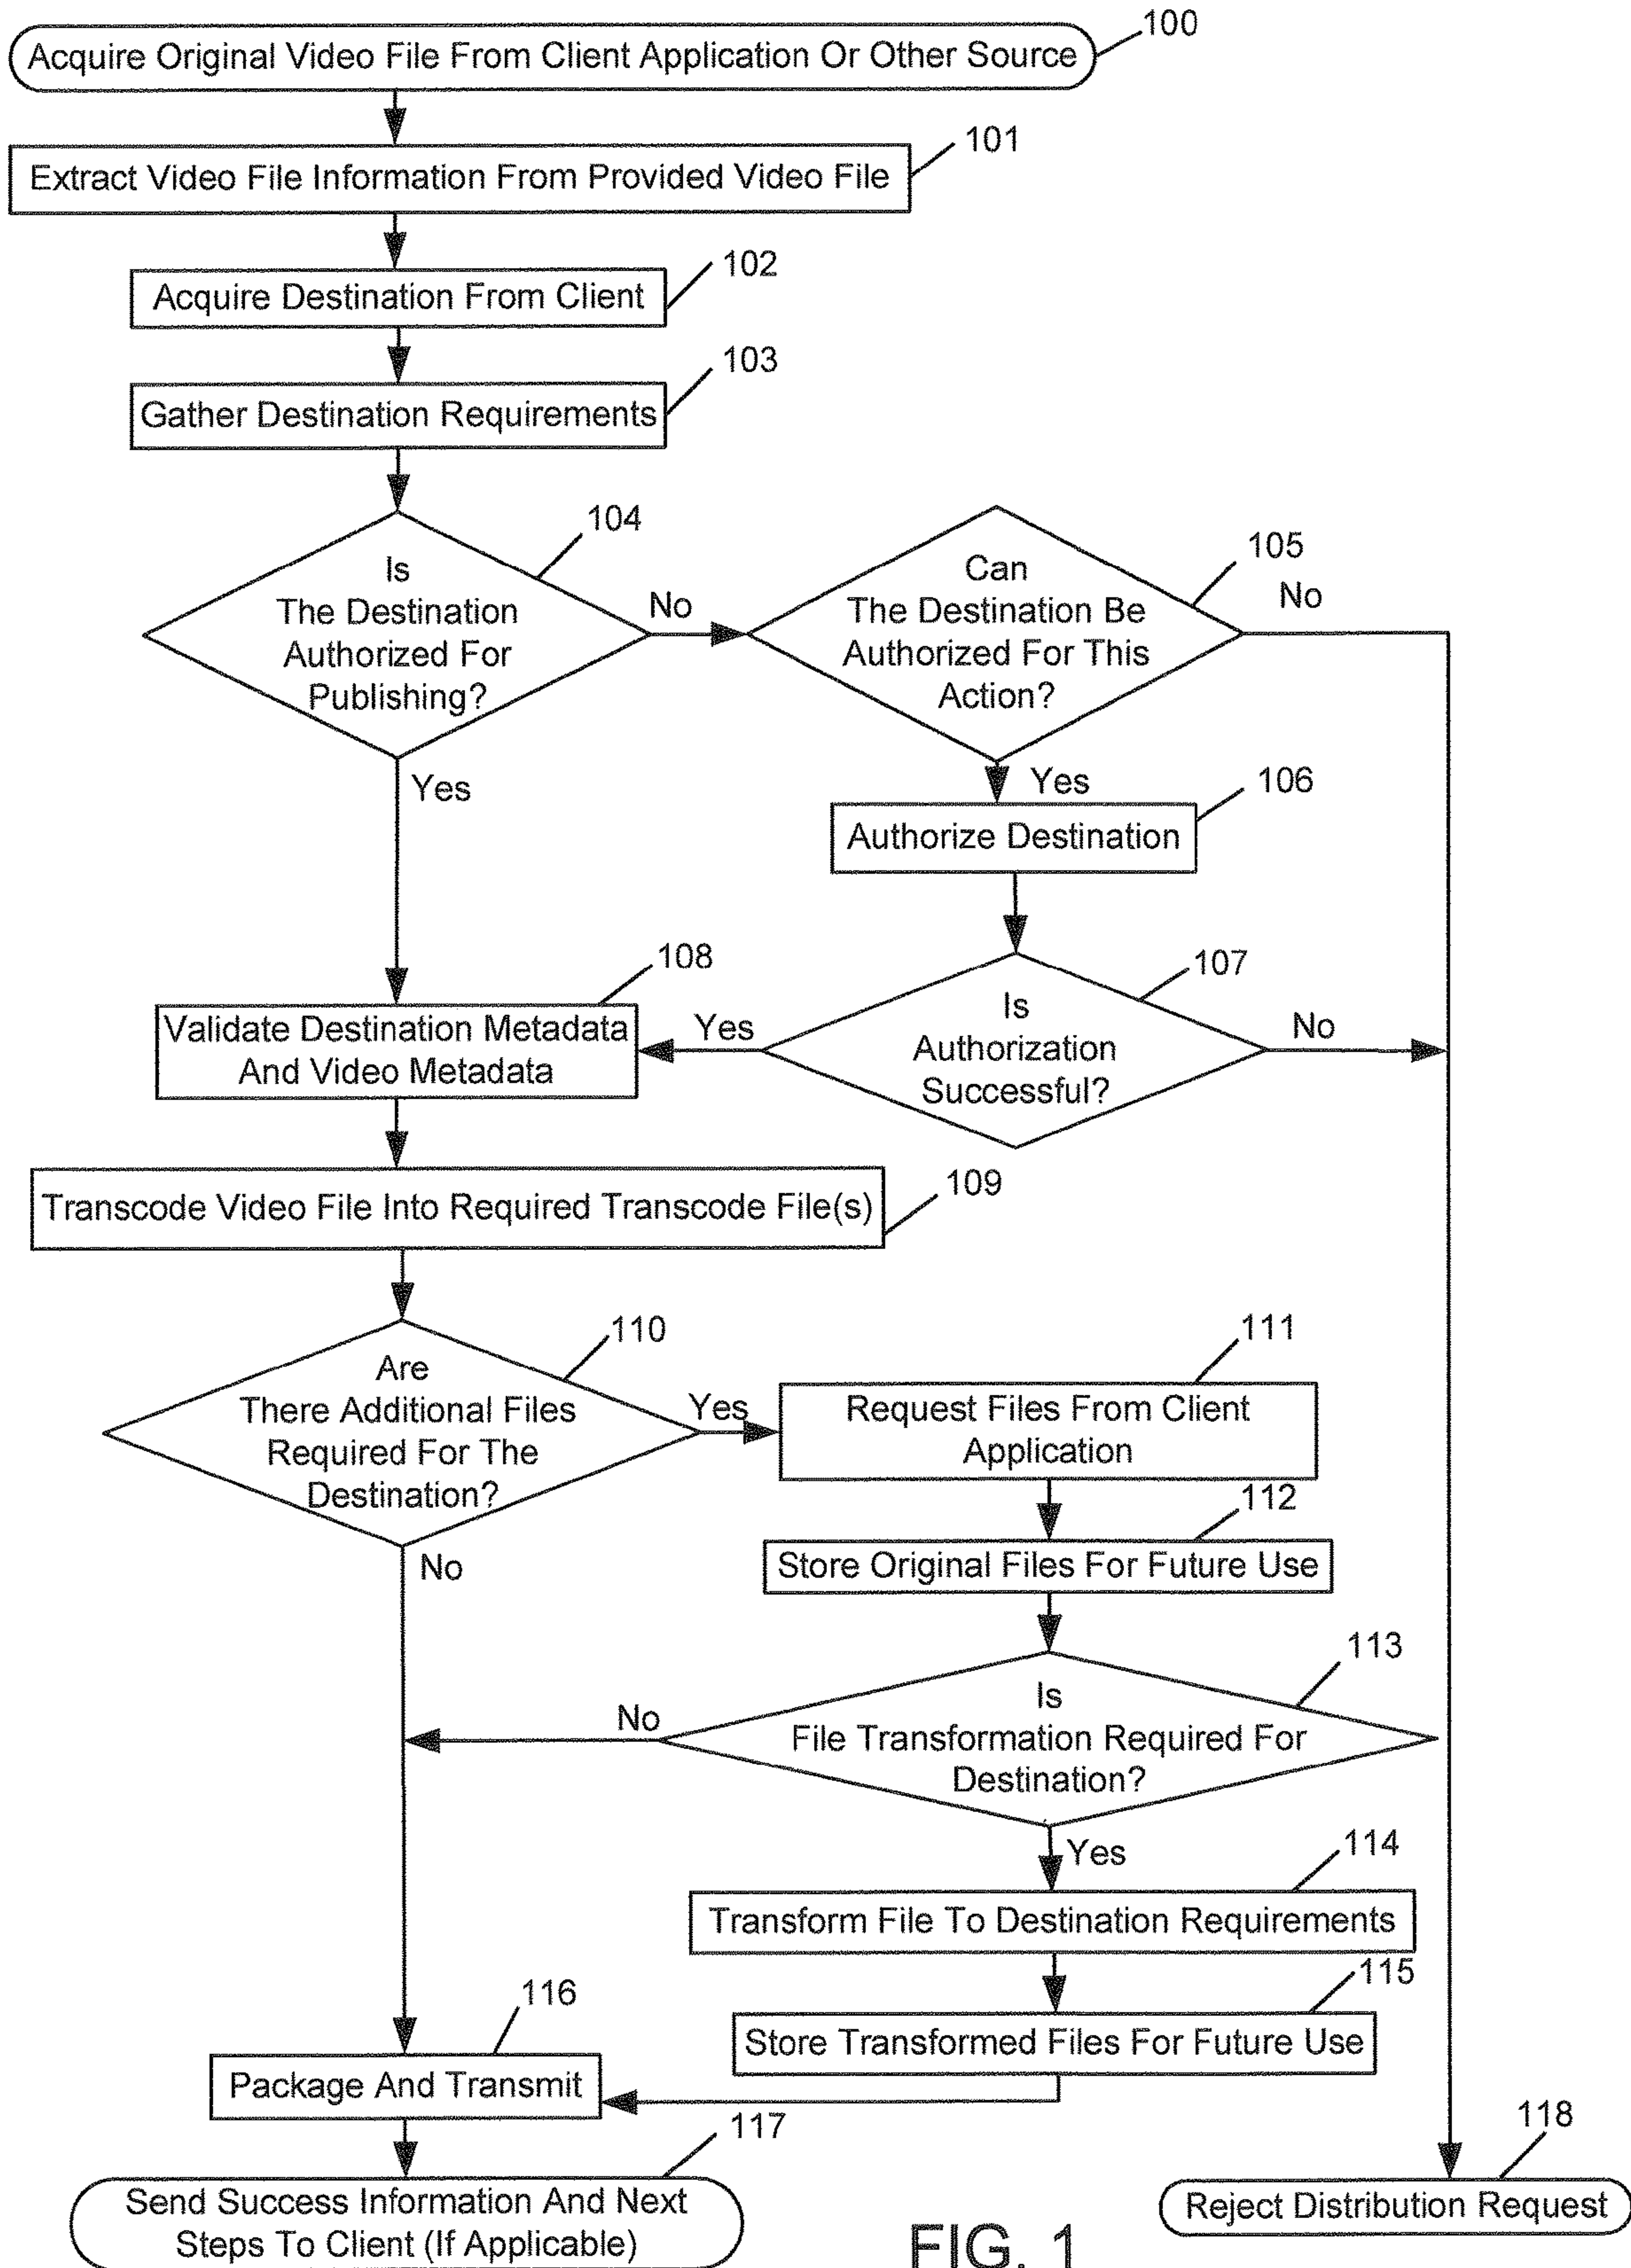 100
Acquire Original Video File From Client Application Or Other Source
101
Extract Video File Information From Provided Video File
102
Acquire Destination From Client
103
Gather Destination Requirements
104
Is
The Destination
Authorized For
Publishing?
No
Yes
105
Can
The Destination Be
Authorized For This
Action?
No
Yes
106
Authorize Destination
107
Is
Authorization
Successful?
Yes
No
108
Validate Destination Metadata
And Video Metadata
109
Transcode Video File Into Required Transcode File(s)
110
Are
There Additional Files
Required For The
Destination?
Yes
No
111
Request Files From Client
Application
112
Store Original Files For Future Use
113
Is
File Transformation Required For
Destination?
No
Yes
114
Transform File To Destination Requirements
115
Store Transformed Files For Future Use
116
Package And Transmit
117
Send Success Information And Next
Steps To Client (If Applicable)
118
Reject Distribution Request
FIG. 1